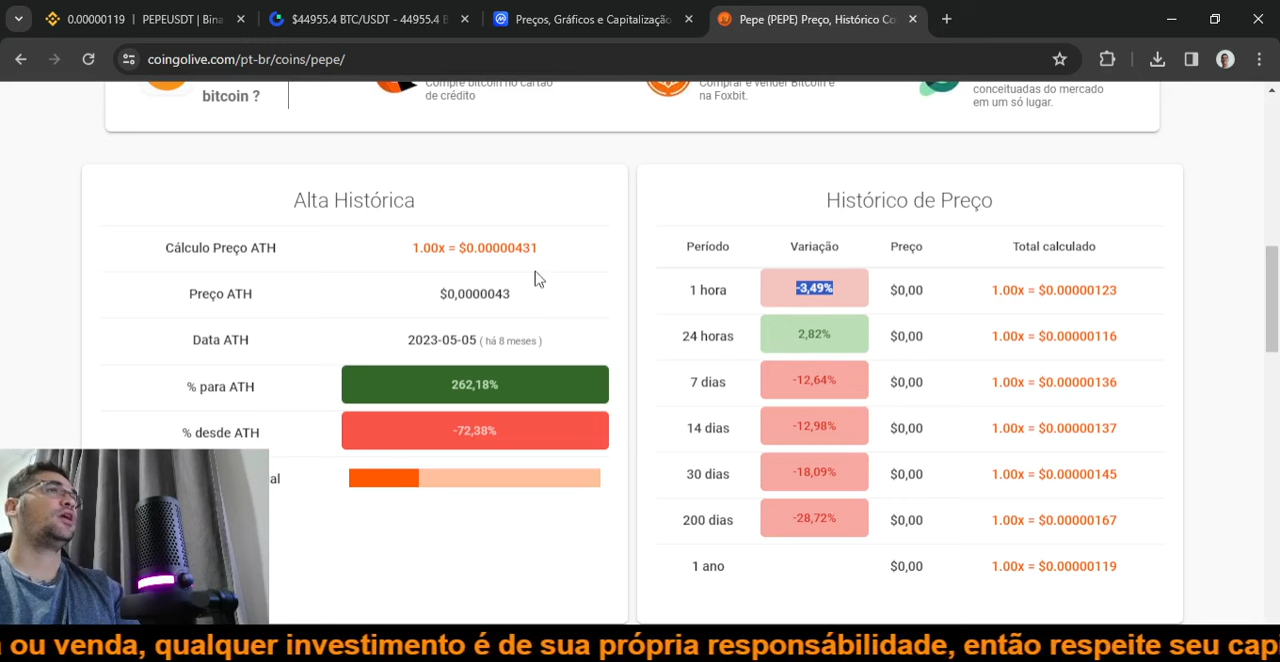 0.00000119 | PEPEUSDT | Bina
$44955.4 BTC/USDT - 44955.4 B
Preços, Gráficos e Capitalização
Pepe (PEPE) Preço, Histórico Co
coingolive.com/pt-br/coins/pepe/
bitcoin ?
Compre bitcoin no cartão
de crédito
Comprar e vender Bitcoin e
na Foxbit.
conceituadas do mercado
em um só lugar.
Alta Histórica
Cálculo Preço ATH 1.00x = $0.00000431
Preço ATH $0,0000043
Data ATH 2023-05-05 ( há 8 meses )
% para ATH 262,18%
% desde ATH -72,38%
al
Histórico de Preço
Período Variação Preço Total calculado
1 hora -3,49% $0,00 1.00x = $0.00000123
24 horas 2,82% $0,00 1.00x = $0.00000116
7 dias -12,64% $0,00 1.00x = $0.00000136
14 dias -12,98% $0,00 1.00x = $0.00000137
30 dias -18,09% $0,00 1.00x = $0.00000145
200 dias -28,72% $0,00 1.00x = $0.00000167
1 ano $0,00 1.00x = $0.00000119
ou venda, qualquer investimento é de sua própria responsábilidade, então respeite seu cap